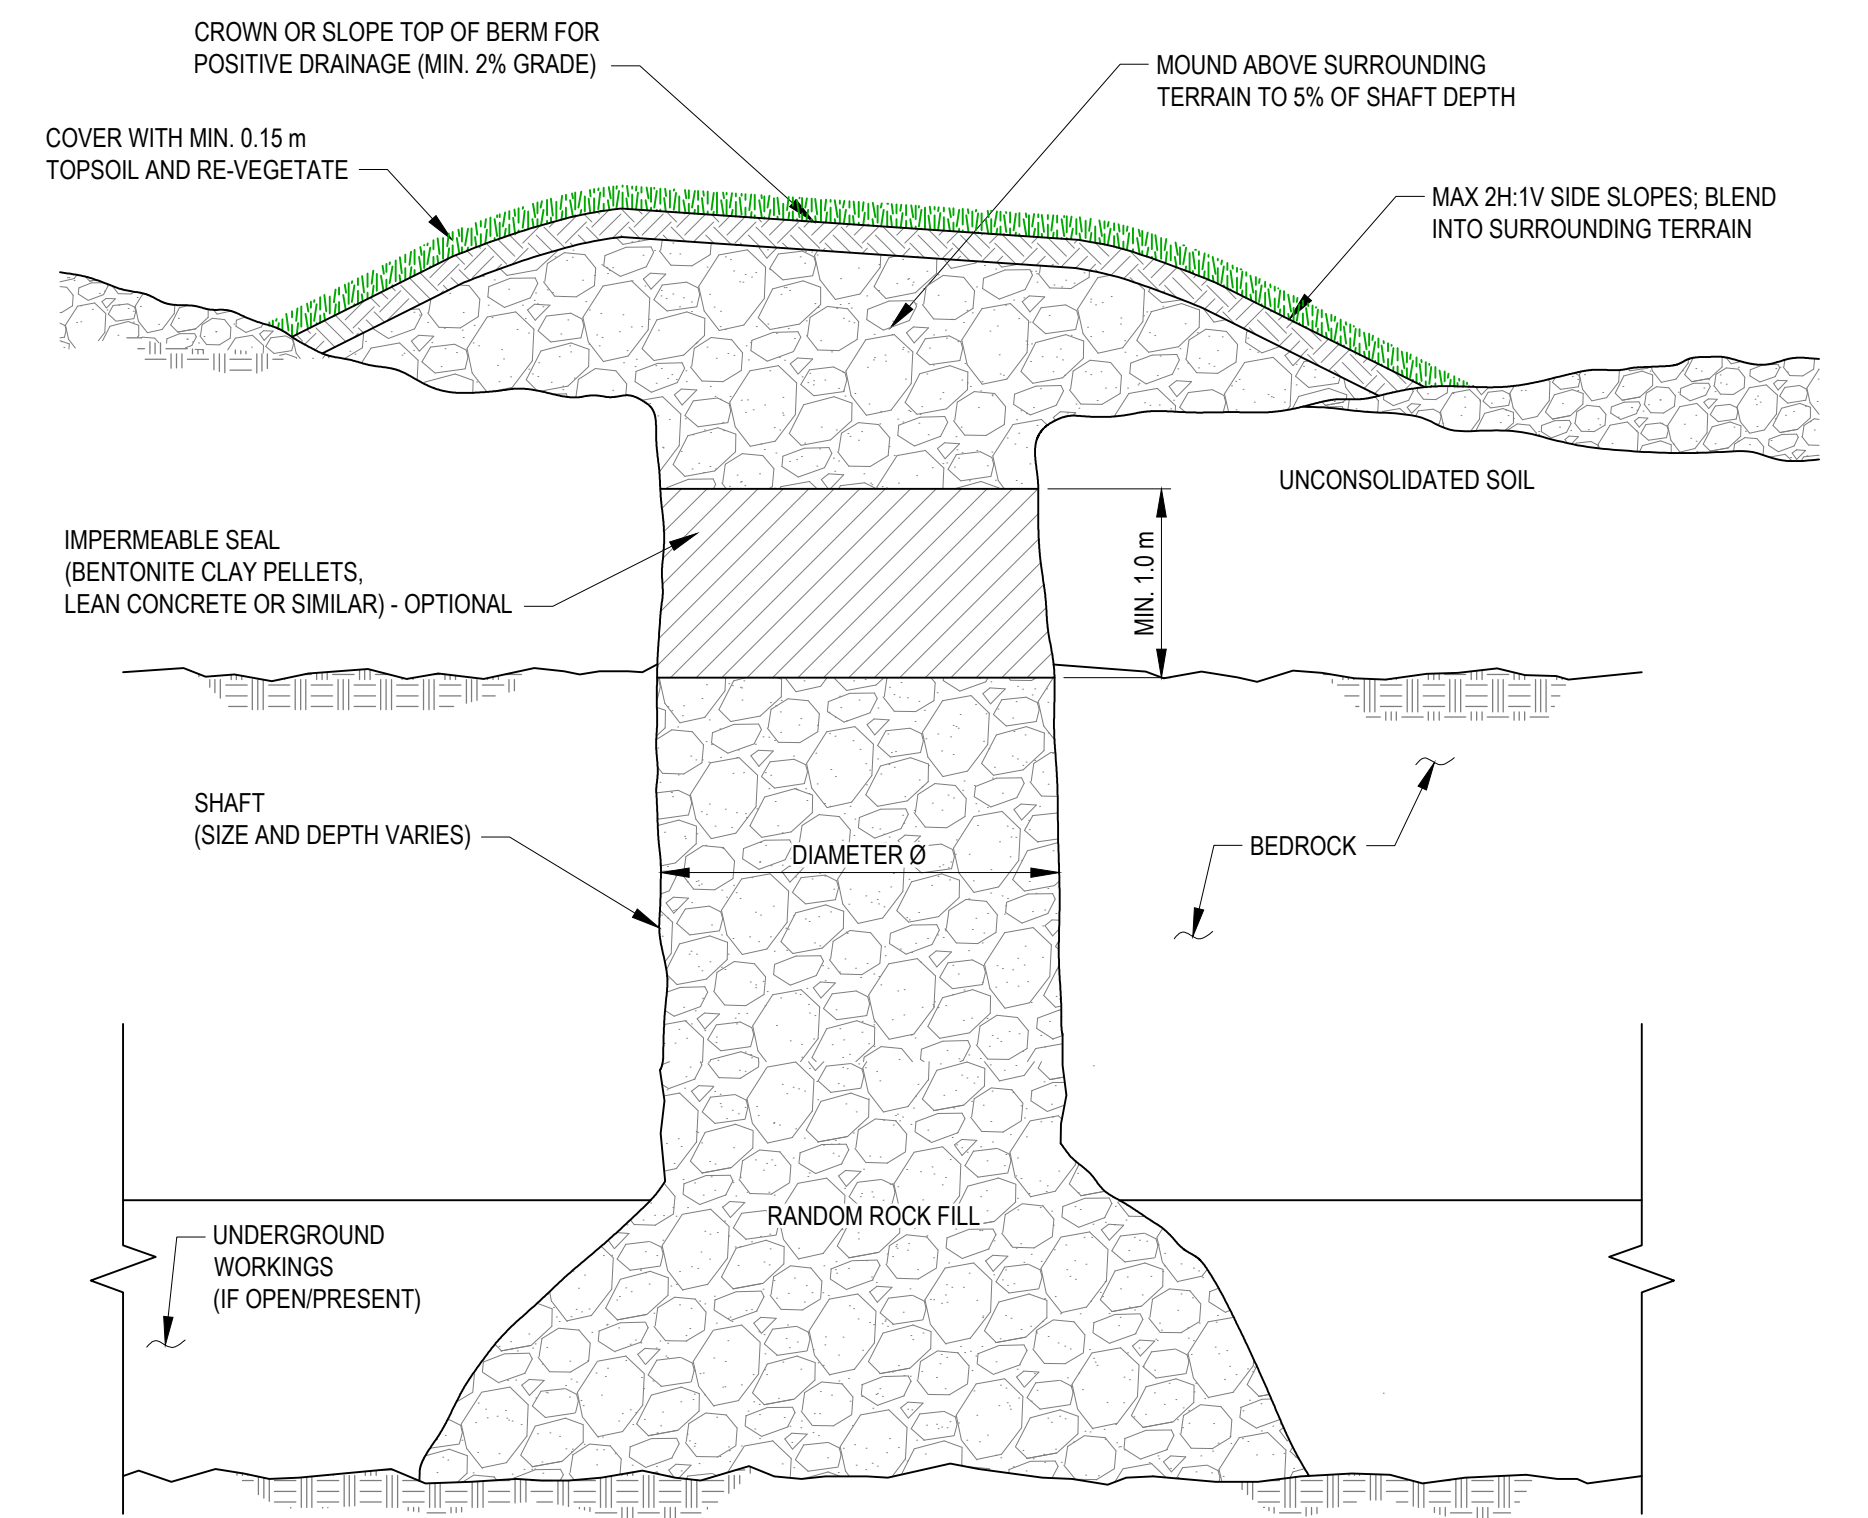 CROWN OR SLOPE TOP OF BERM FOR
POSITIVE DRAINAGE (MIN. 2% GRADE)
MOUND ABOVE SURROUNDING
TERRAIN TO 5% OF SHAFT DEPTH
COVER WITH MIN. 0.15 m
TOPSOIL AND RE-VEGETATE
MAX 2H:1V SIDE SLOPES; BLEND
INTO SURROUNDING TERRAIN
UNCONSOLIDATED SOIL
IMPERMEABLE SEAL
(BENTONITE CLAY PELLETS,
LEAN CONCRETE OR SIMILAR) - OPTIONAL
MIN. 1.0 m
SHAFT
(SIZE AND DEPTH VARIES)
DIAMETER Ø
BEDROCK
RANDOM ROCK FILL
UNDERGROUND
WORKINGS
(IF OPEN/PRESENT)